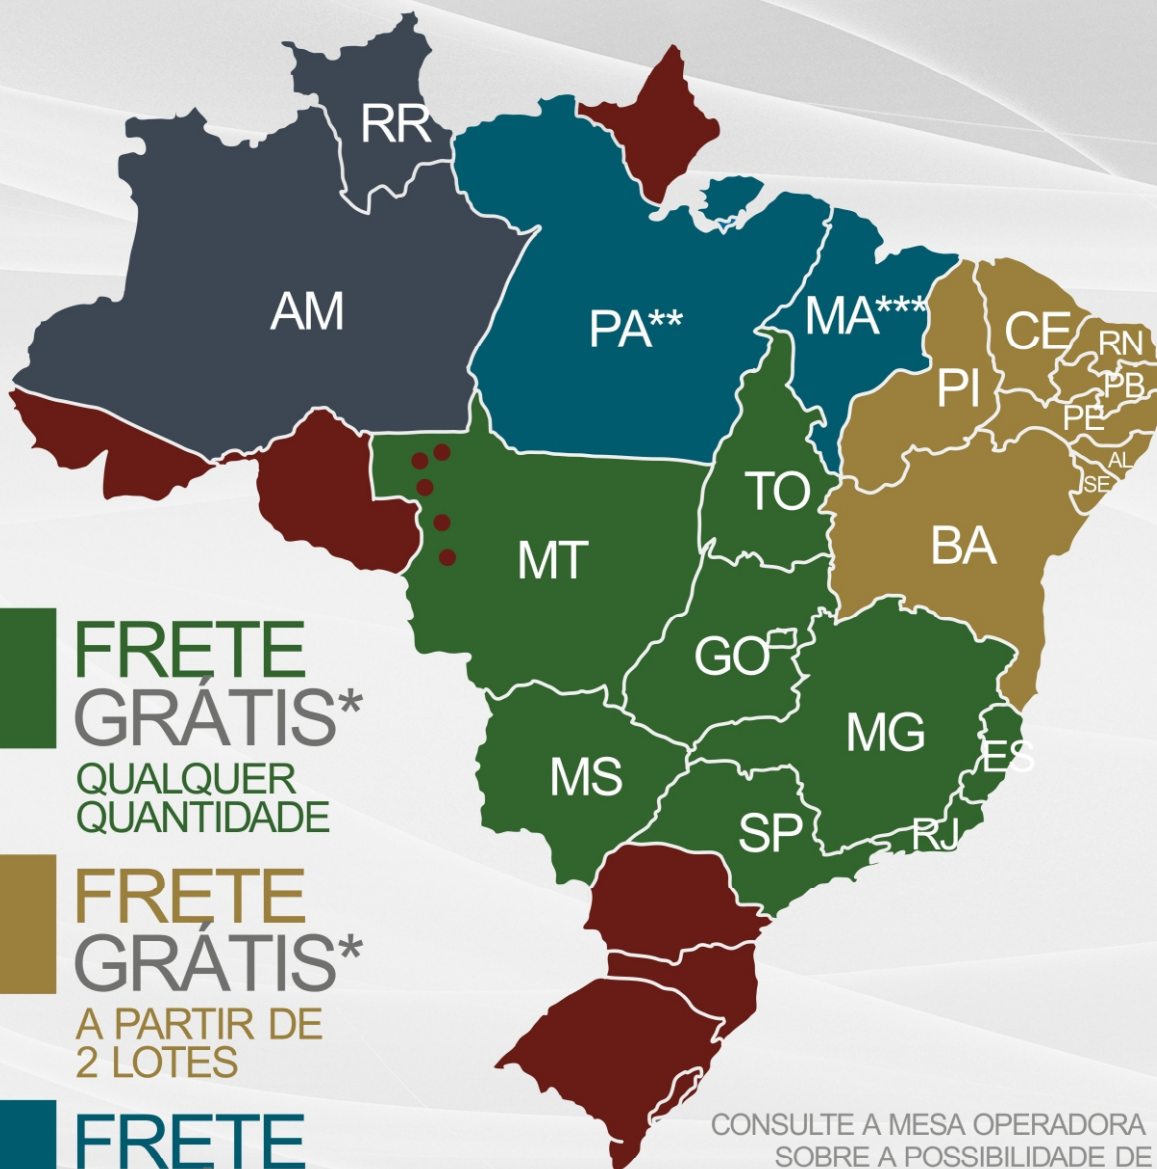 RR
AM
PA**
MA***
CE
RN
PI
PB
PE
AL
SE
TO
BA
MT
GO
MG
ES
MS
SP
RJ
FRETE
GRÁTIS*
QUALQUER
QUANTIDADE
FRETE
GRÁTIS*
A PARTIR DE
2 LOTES
FRETE
CONSULTE A MESA OPERADORA
SOBRE A POSSIBILIDADE DE